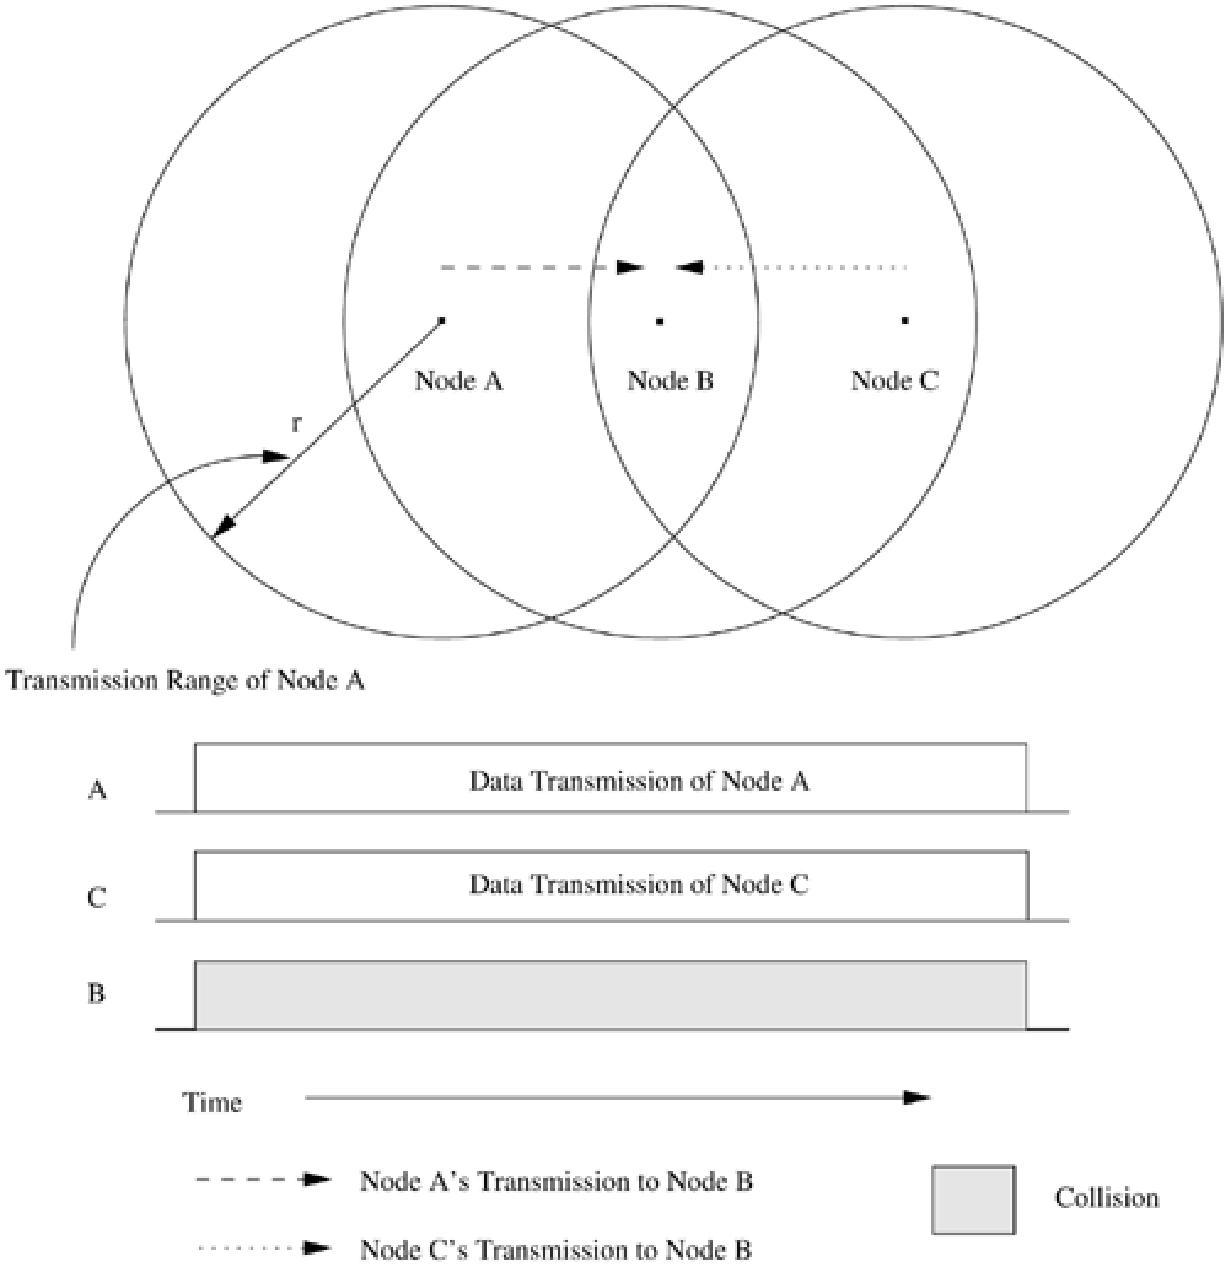 Node A
Node B
Node C
r
Transmission Range of Node A
A
Data Transmission of Node A
C
Data Transmission of Node C
B
Time
Node A's Transmission to Node B
Collision
Node C's Transmission to Node B